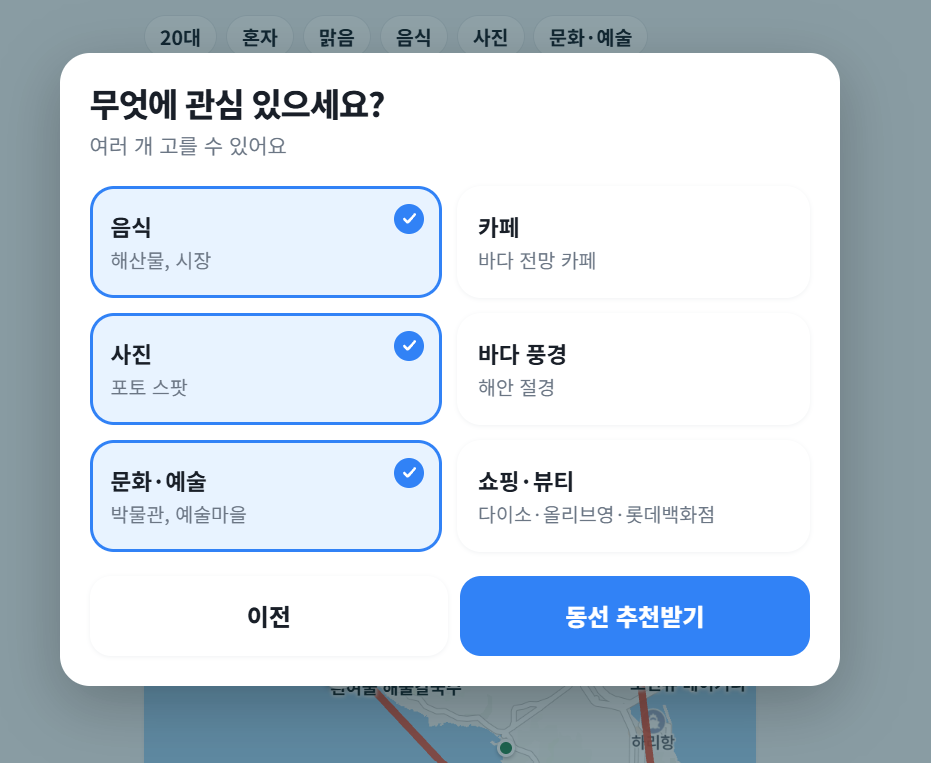 20대 혼자 맑음 음식 사진 문화·예술
무엇에 관심 있으세요?
여러 개 고를 수 있어요
음식
해산물, 시장
카페
바다 전망 카페
사진
포토 스팟
바다 풍경
해안 절경
문화·예술
박물관, 예술마을
쇼핑·뷰티
다이소·올리브영·롯데백화점
이전
동선 추천받기
하리항